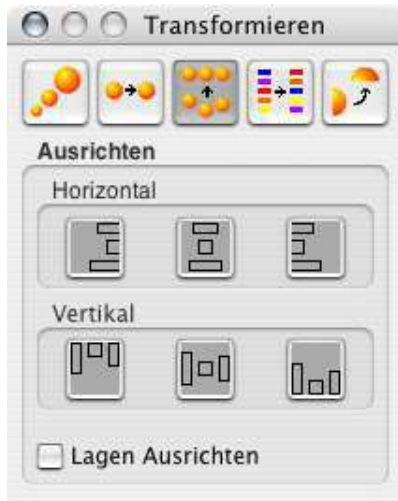 Transformieren
Ausrichten
Horizontal
Vertikal
Lagen Ausrichten